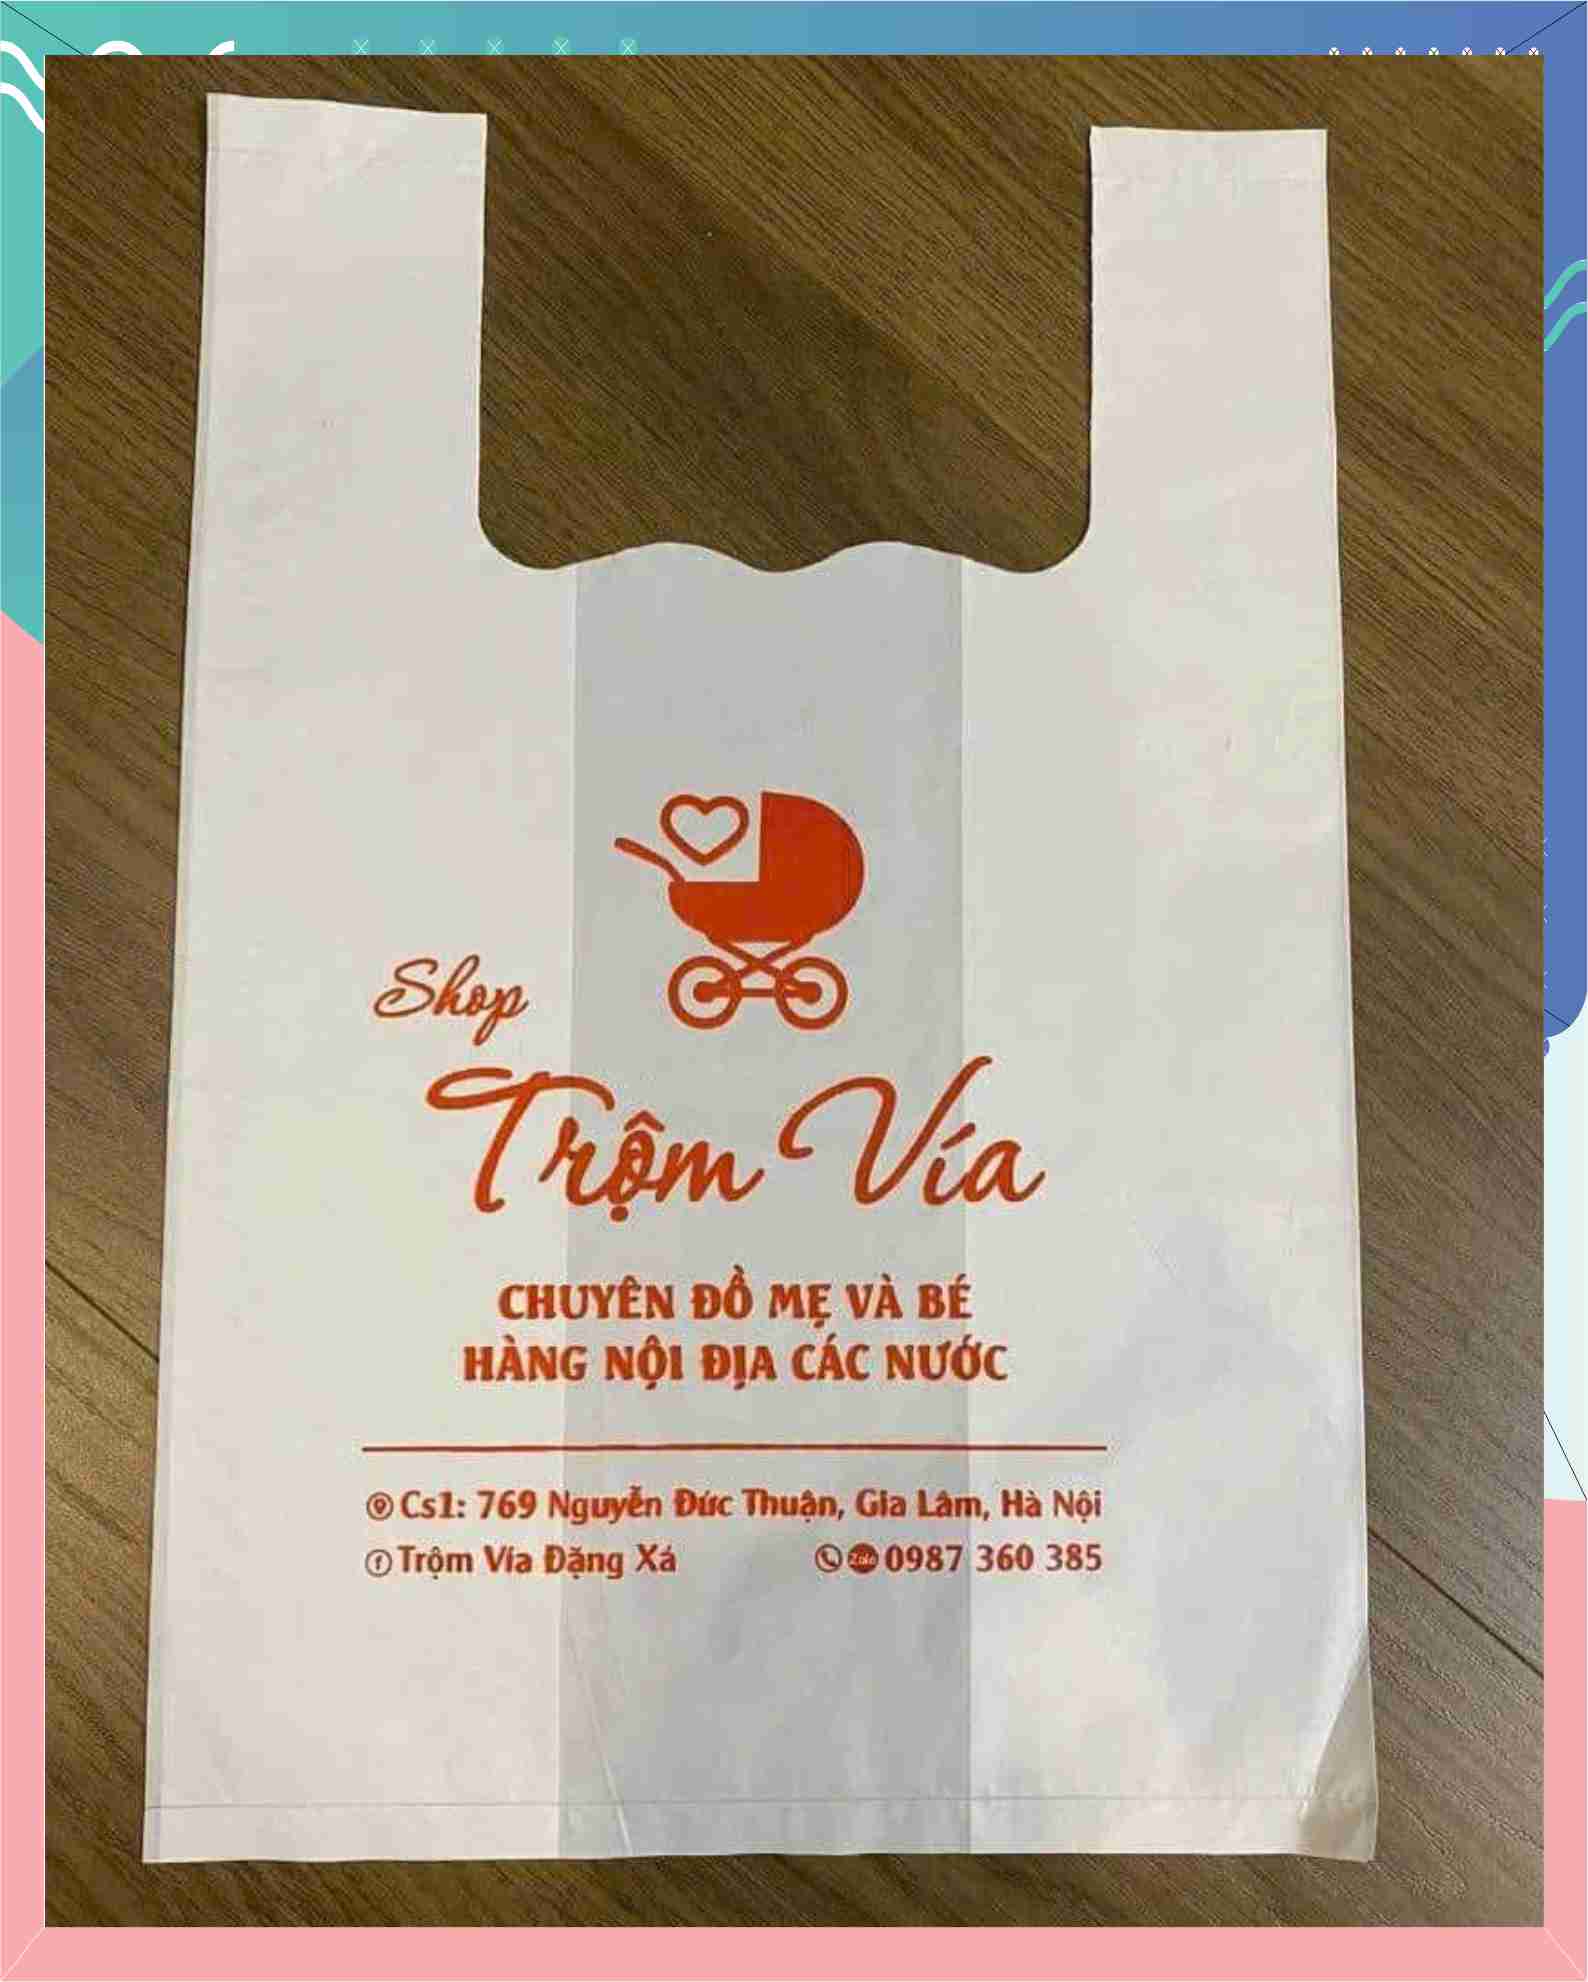 Shop
Trộm Vía
CHUYÊN ĐỒ MẸ VÀ BÉ
HÀNG NỘI ĐỊA CÁC NƯỚC
Cs1: 769 Nguyễn Đức Thuận, Gia Lâm, Hà Nội
f Trộm Vía Đặng Xá Zalo 0987 360 385